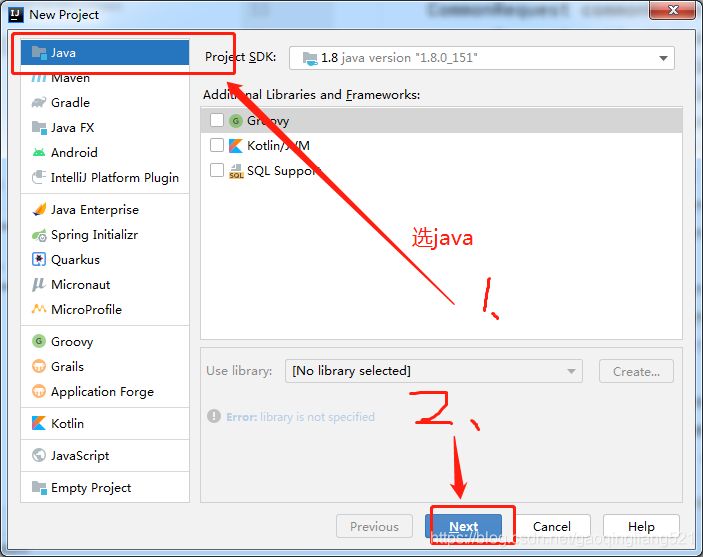 New Project
CommonRequest common
Java
Maven
Gradle
Java FX
Android
IntelliJ Platform Plugin
Java Enterprise
Spring Initializr
Quarkus
Micronaut
MicroProfile
Groovy
Grails
Application Forge
Kotlin
JavaScript
Empty Project
Project SDK: 1.8 java version "1.8.0_151"
Additional Libraries and Frameworks:
Groovy
Kotlin/JVM
SQL Support
选java
1、
Use library: [No library selected] Create...
Error: library is not specified
2、
Previous Next Cancel Help
https://blog.csdn.net/gaoqingliang521